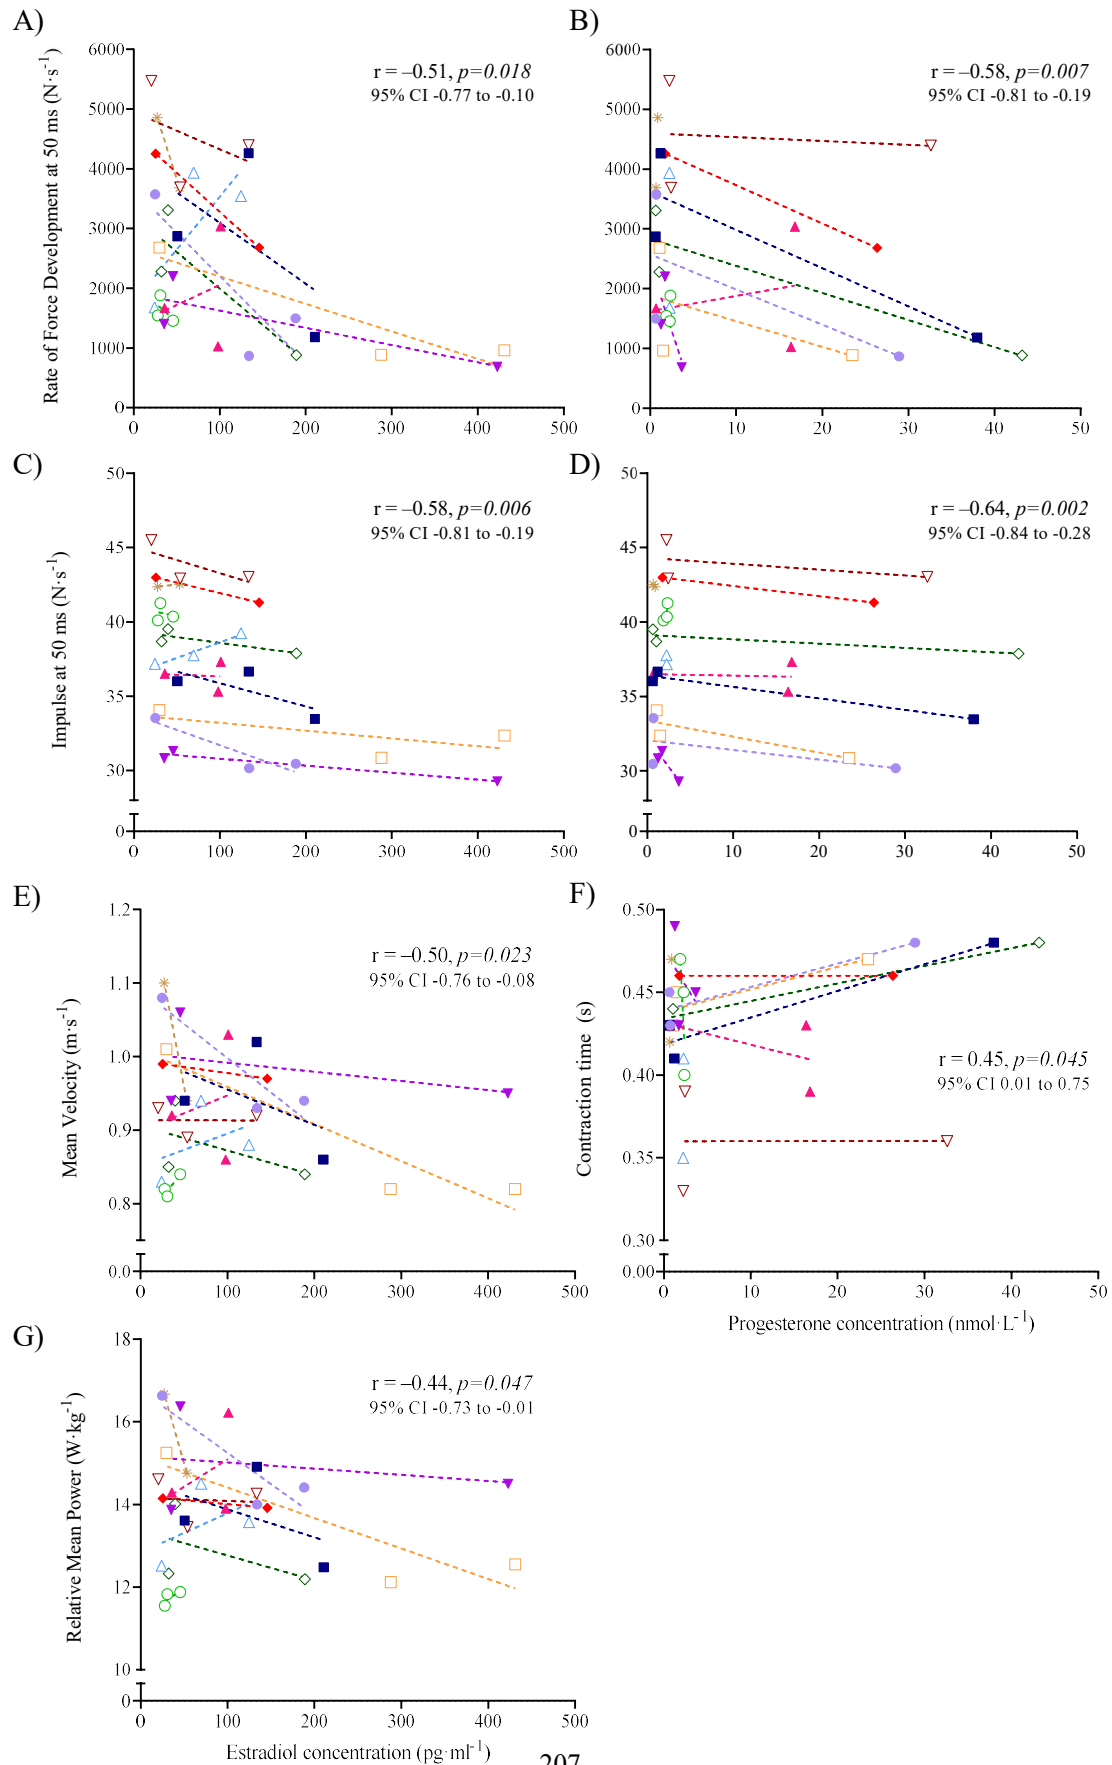 A)
B)
6000
5000
4000
3000
2000
1000
0
0 100 200 300 400 500
Rate of Force Development at 50 ms (N·s⁻¹)
r = –0.51, p=0.018
95% CI -0.77 to -0.10
6000
5000
4000
3000
2000
1000
0
0 10 20 30 40 50
r = –0.58, p=0.007
95% CI -0.81 to -0.19
C)
D)
50
45
40
35
30
0
0 100 200 300 400 500
Impulse at 50 ms (N·s⁻¹)
r = –0.58, p=0.006
95% CI -0.81 to -0.19
50
45
40
35
30
0
0 10 20 30 40 50
r = –0.64, p=0.002
95% CI -0.84 to -0.28
E)
F)
1.2
1.1
1.0
0.9
0.8
0.0
0 100 200 300 400 500
Mean Velocity (m·s⁻¹)
r = –0.50, p=0.023
95% CI -0.76 to -0.08
0.50
0.45
0.40
0.35
0.30
0.00
0 10 20 30 40 50
Contraction time (s)
r = 0.45, p=0.045
95% CI 0.01 to 0.75
Progesterone concentration (nmol·L⁻¹)
G)
18
16
14
12
10
0
0 100 200 300 400 500
Relative Mean Power (W·kg⁻¹)
r = –0.44, p=0.047
95% CI -0.73 to -0.01
Estradiol concentration (pg·ml⁻¹)
207